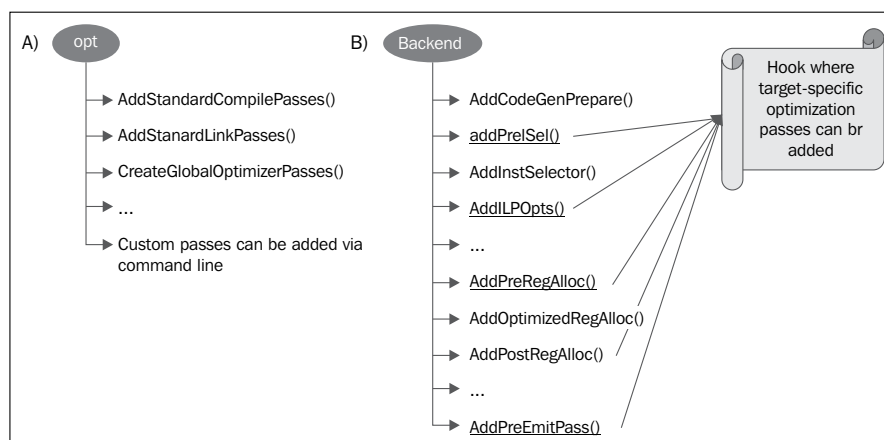 A)
opt
AddStandardCompilePasses()
AddStanardLinkPasses()
CreateGlobalOptimizerPasses()
...
Custom passes can be added via
command line
B)
Backend
AddCodeGenPrepare()
addPreISel()
AddInstSelector()
AddILPOpts()
...
AddPreRegAlloc()
AddOptimizedRegAlloc()
AddPostRegAlloc()
...
AddPreEmitPass()
Hook where
target-specific
optimization
passes can br
added